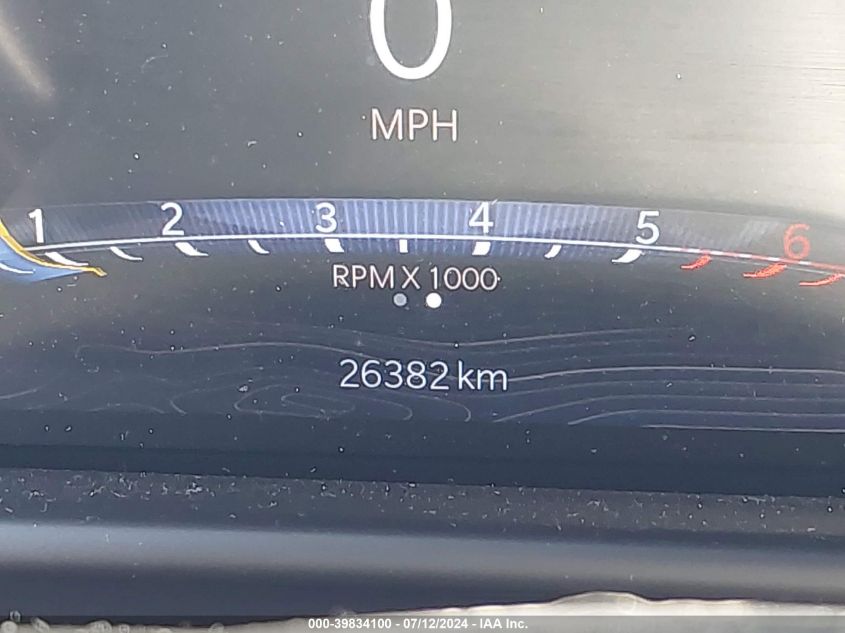 0
MPH
1 2 3 4 5 6
RPM X 1000
26382 km
000-39834100 - 07/12/2024 - IAA Inc.